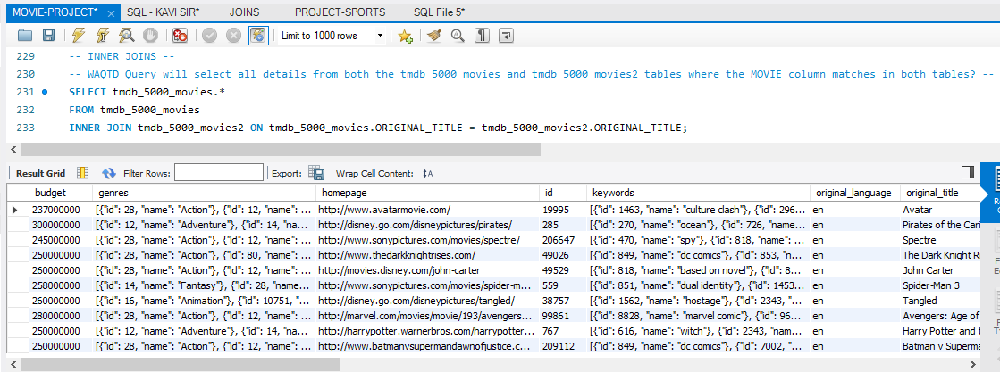 MOVIE-PROJECT* × SQL - KAVI SIR* JOINS PROJECT-SPORTS SQL File 5*
Limit to 1000 rows
229 -- INNER JOINS --
230 -- WAQTD Query will select all details from both the tmdb_5000_movies and tmdb_5000_movies2 tables where the MOVIE column matches in both tables? --
231 SELECT tmdb_5000_movies.*
232 FROM tmdb_5000_movies
233 INNER JOIN tmdb_5000_movies2 ON tmdb_5000_movies.ORIGINAL_TITLE = tmdb_5000_movies2.ORIGINAL_TITLE;
Result Grid Filter Rows: Export: Wrap Cell Content: IA
budget genres homepage id keywords original_language original_title
237000000 [{"id": 28, "name": "Action"}, {"id": 12, "name": ... http://www.avatarmovie.com/ 19995 [{"id": 1463, "name": "culture clash"}, {"id": 296... en Avatar
300000000 [{"id": 12, "name": "Adventure"}, {"id": 14, "na... http://disney.go.com/disneypictures/pirates/ 285 [{"id": 270, "name": "ocean"}, {"id": 726, "name... en Pirates of the Cari
245000000 [{"id": 28, "name": "Action"}, {"id": 12, "name": ... http://www.sonypictures.com/movies/spectre/ 206647 [{"id": 470, "name": "spy"}, {"id": 818, "name": ... en Spectre
250000000 [{"id": 28, "name": "Action"}, {"id": 80, "name": ... http://www.thedarkknightrises.com/ 49026 [{"id": 849, "name": "dc comics"}, {"id": 853, "n... en The Dark Knight Ri
260000000 [{"id": 28, "name": "Action"}, {"id": 12, "name": ... http://movies.disney.com/john-carter 49529 [{"id": 818, "name": "based on novel"}, {"id": 8... en John Carter
258000000 [{"id": 14, "name": "Fantasy"}, {"id": 28, "name... http://www.sonypictures.com/movies/spider-m... 559 [{"id": 851, "name": "dual identity"}, {"id": 1453... en Spider-Man 3
260000000 [{"id": 16, "name": "Animation"}, {"id": 10751, "... http://disney.go.com/disneypictures/tangled/ 38757 [{"id": 1562, "name": "hostage"}, {"id": 2343, ... en Tangled
280000000 [{"id": 28, "name": "Action"}, {"id": 12, "name": ... http://marvel.com/movies/movie/193/avengers... 99861 [{"id": 8828, "name": "marvel comic"}, {"id": 96... en Avengers: Age of
250000000 [{"id": 12, "name": "Adventure"}, {"id": 14, "na... http://harrypotter.warnerbros.com/harrypotter... 767 [{"id": 616, "name": "witch"}, {"id": 2343, "name... en Harry Potter and t
250000000 [{"id": 28, "name": "Action"}, {"id": 12, "name": ... http://www.batmanvsupermandawnofjustice.c... 209112 [{"id": 849, "name": "dc comics"}, {"id": 7002, "... en Batman v Superma